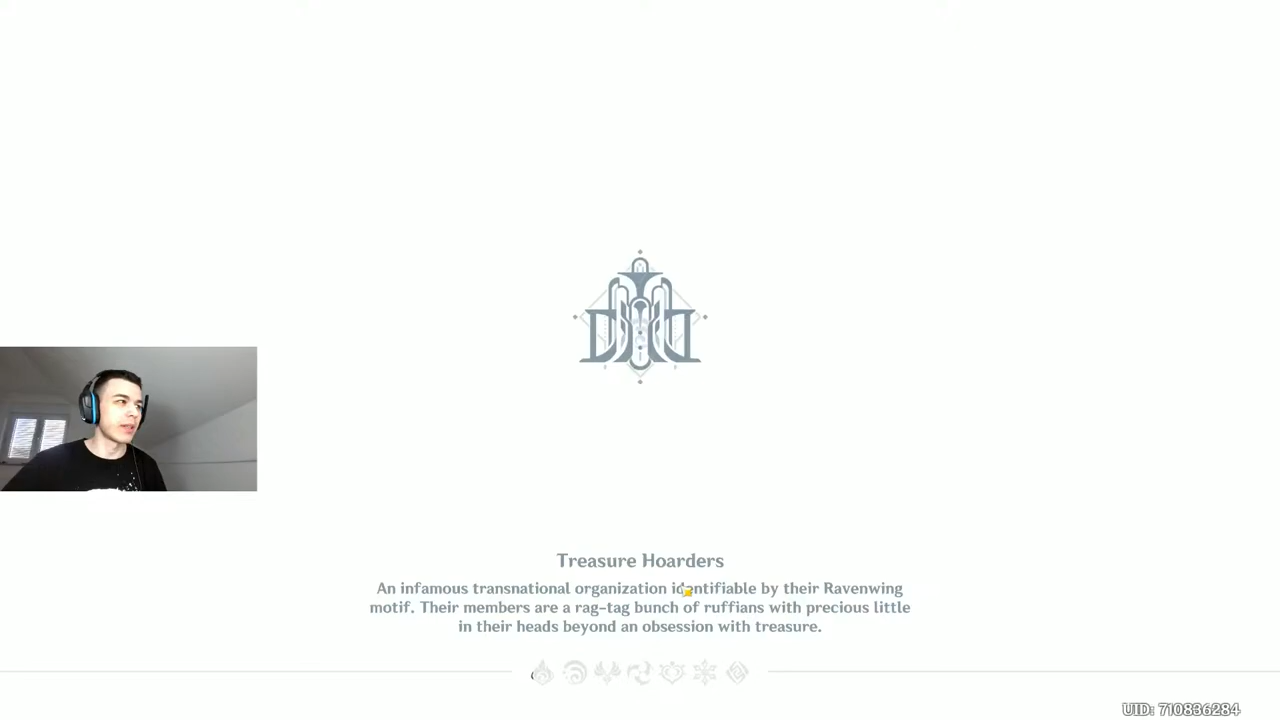 Treasure Hoarders
An infamous transnational organization identifiable by their Ravenwing
motif. Their members are a rag-tag bunch of ruffians with precious little
in their heads beyond an obsession with treasure.
UID: 710836284